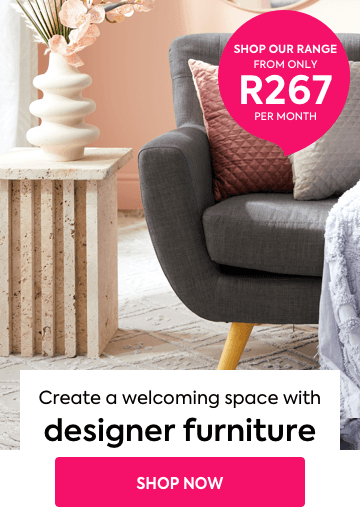 SHOP OUR RANGE
FROM ONLY
R267
PER MONTH
Create a welcoming space with
designer furniture
SHOP NOW